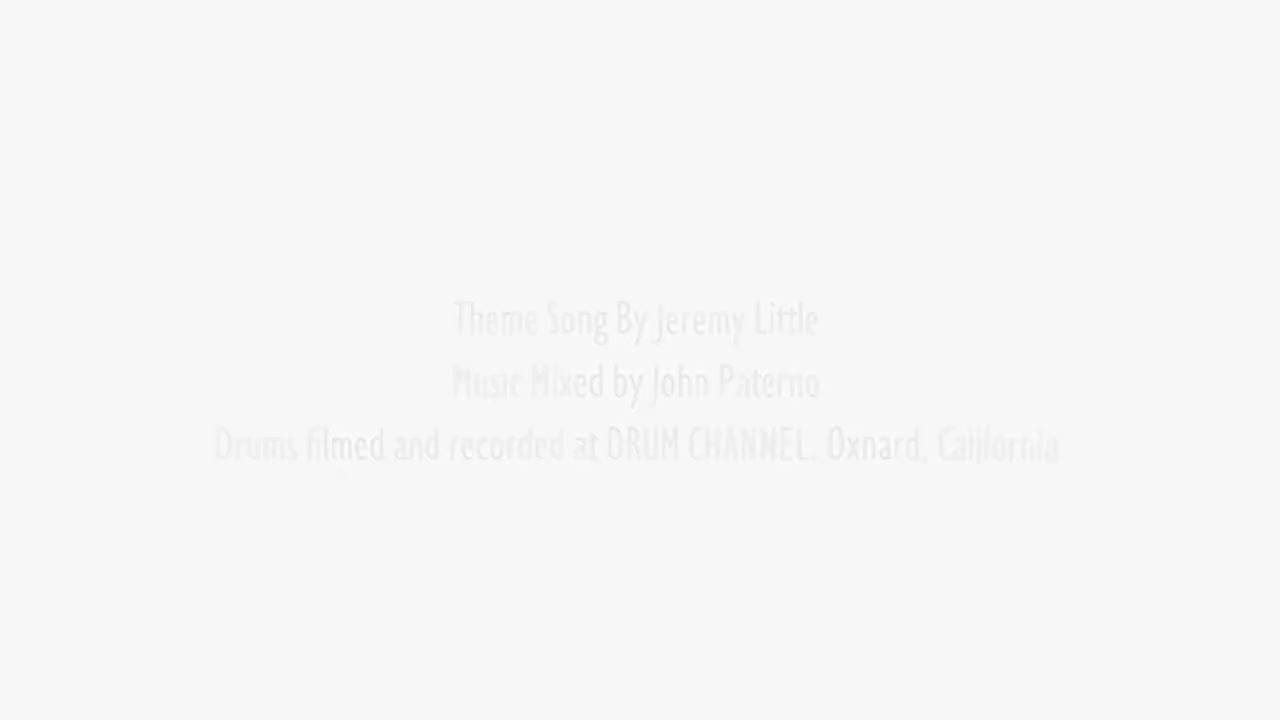 Theme Song By Jeremy Little
Music Mixed by John Paterno
Drums filmed and recorded at DRUM CHANNEL. Oxnard, California